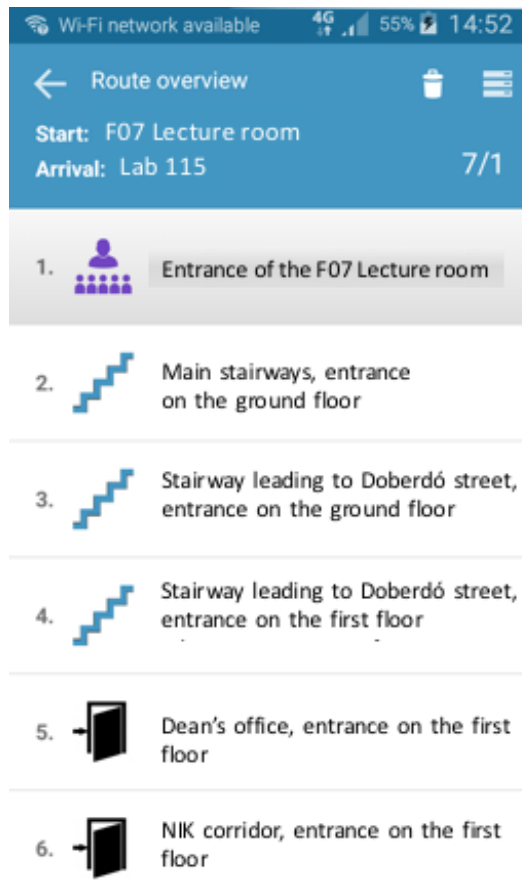 Wi-Fi network available 4G 55% 14:52
Route overview
Start: F07 Lecture room
Arrival: Lab 115 7/1
1. Entrance of the F07 Lecture room
2. Main stairways, entrance
on the ground floor
3. Stairway leading to Doberdó street,
entrance on the ground floor
4. Stairway leading to Doberdó street,
entrance on the first floor
5. Dean's office, entrance on the first
floor
6. NIK corridor, entrance on the first
floor